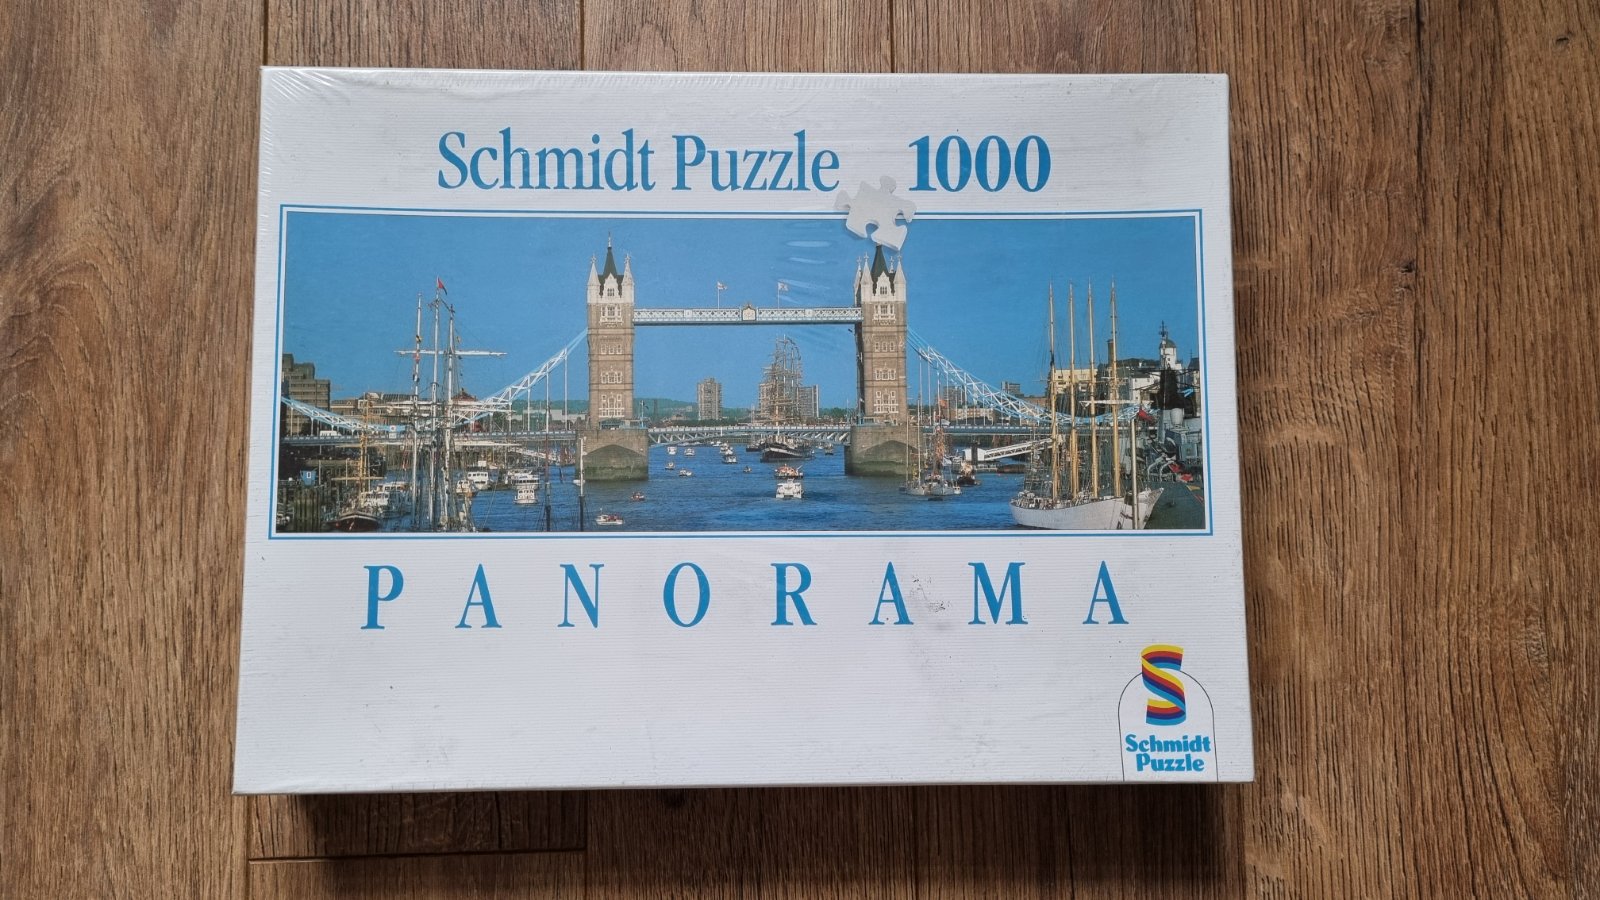 Schmidt Puzzle 1000
PANORAMA
Schmidt
Puzzle